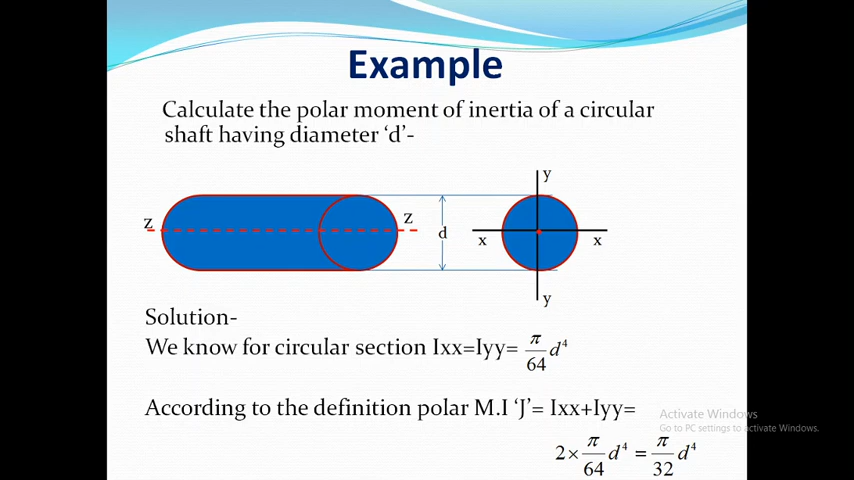 Example
Calculate the polar moment of inertia of a circular
shaft having diameter ‘d’-
y
z
z
d
x
x
y
Solution-
We know for circular section Ixx=Iyy= π/64 d⁴
According to the definition polar M.I ‘J’= Ixx+Iyy=
2× π/64 d⁴ = π/32 d⁴
Activate Windows
Go to PC settings to activate Windows.